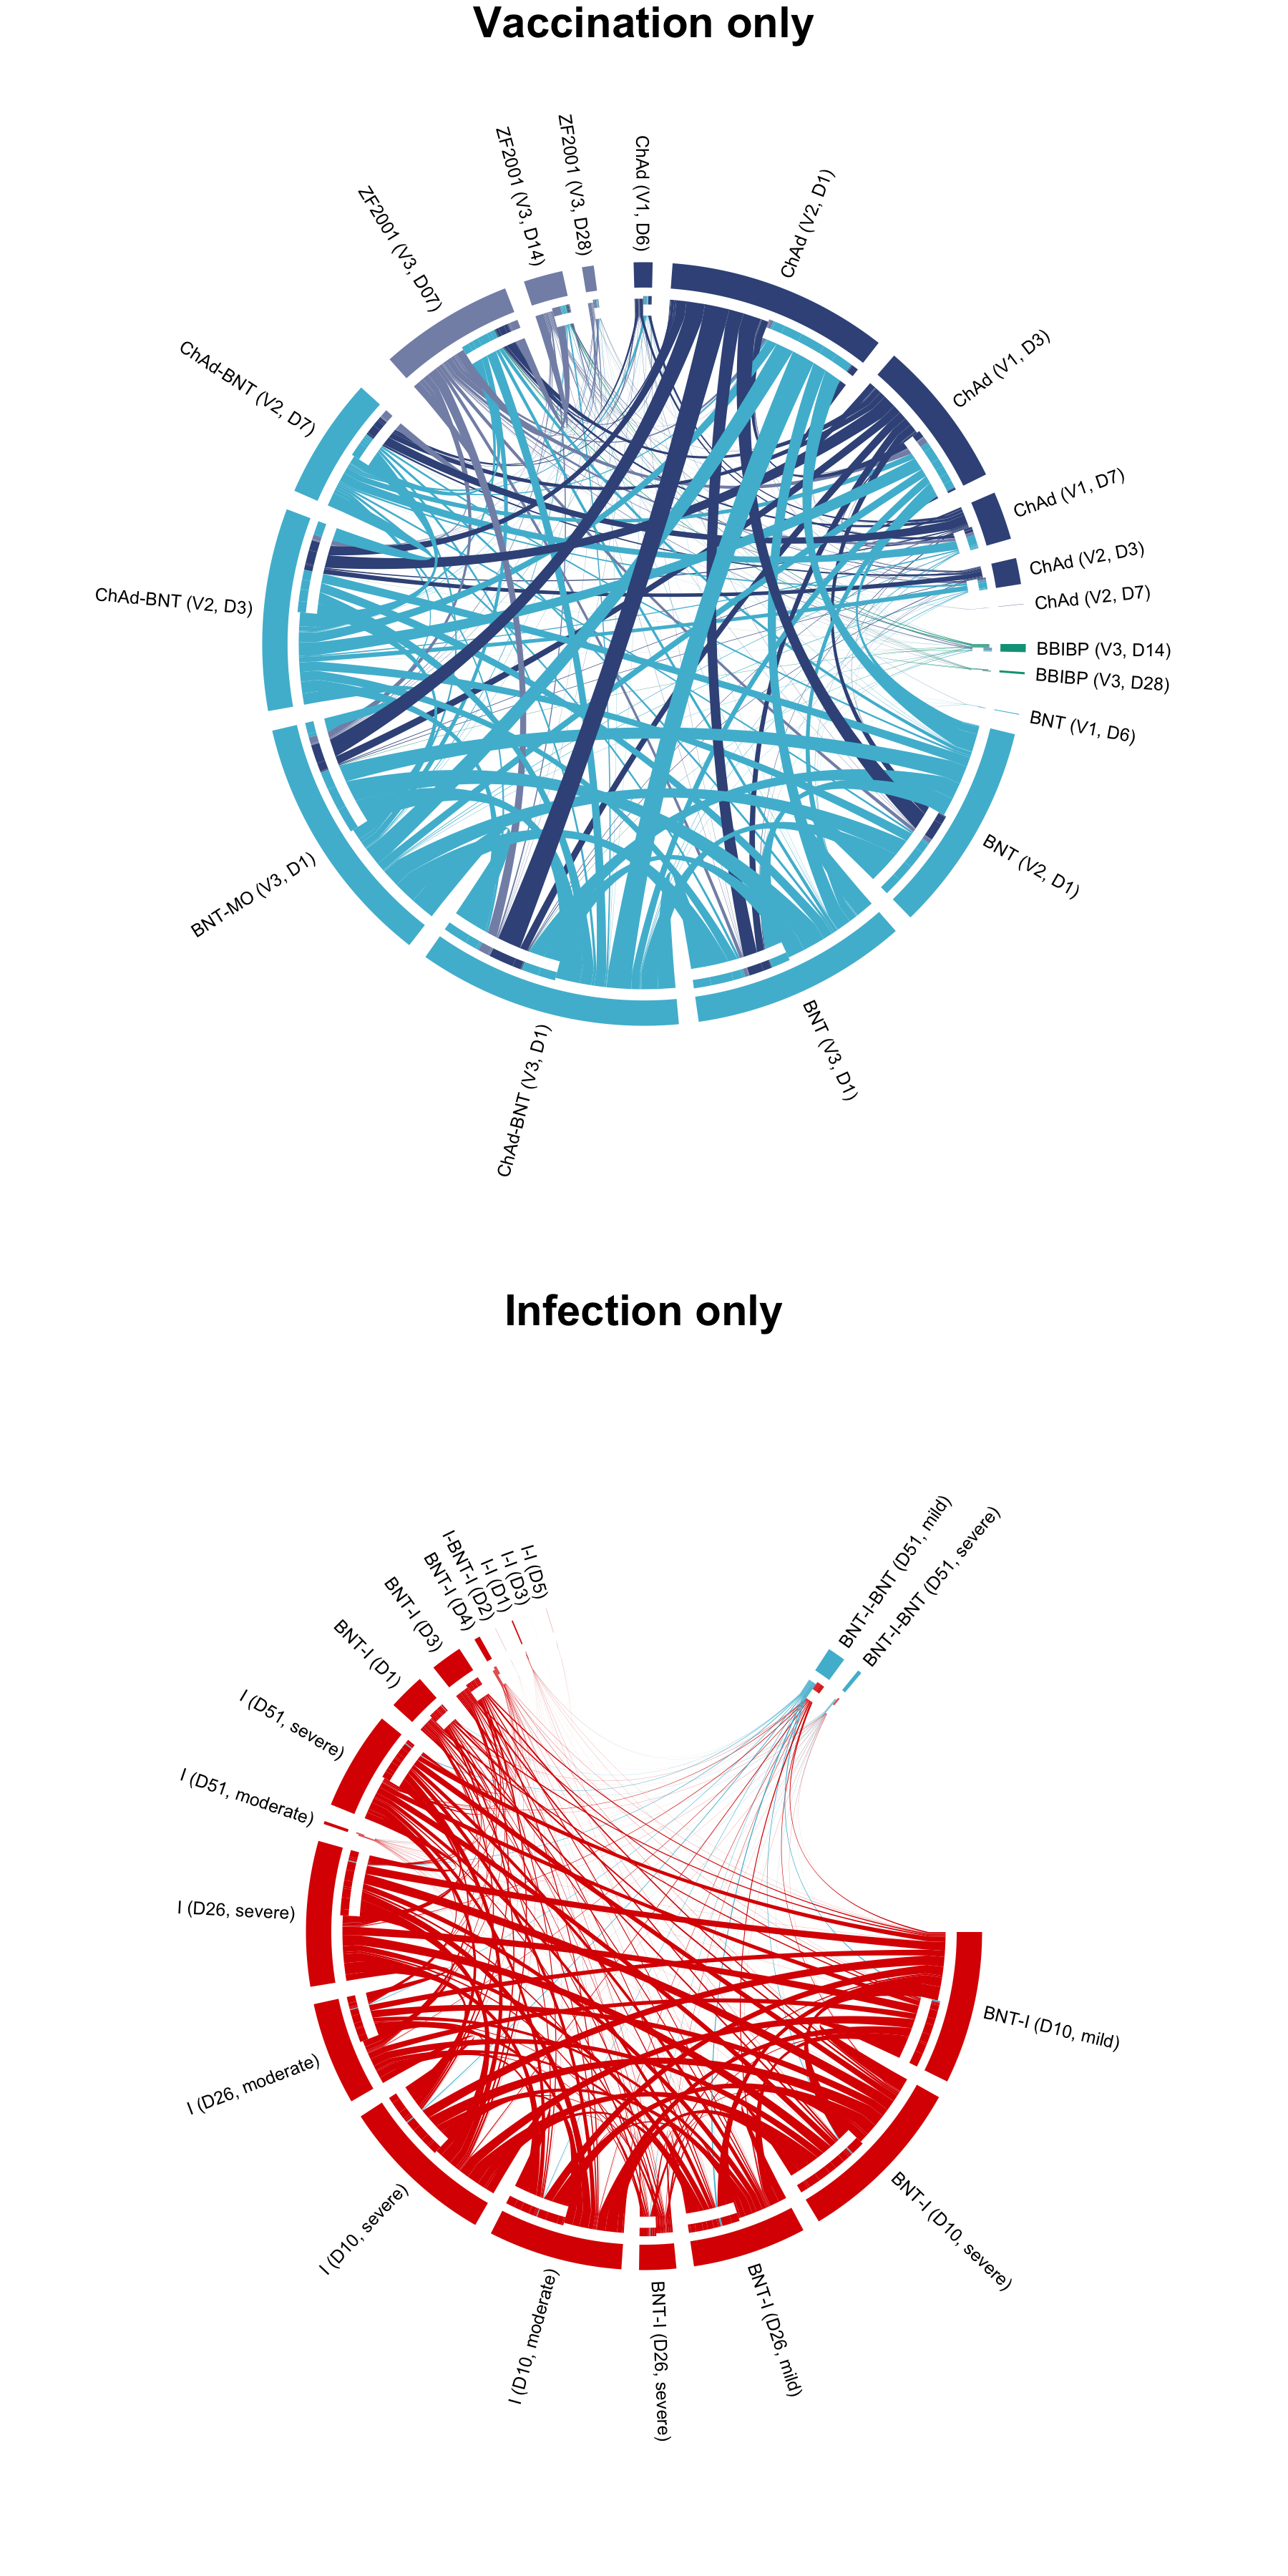 Vaccination only
ChAd (V1, D6)
ChAd (V2, D1)
ChAd (V1, D3)
ChAd (V1, D7)
ChAd (V2, D3)
ChAd (V2, D7)
BBIBP (V3, D14)
BBIBP (V3, D28)
BNT (V1, D6)
BNT (V2, D1)
BNT (V3, D1)
ChAd-BNT (V3, D1)
BNT-MO (V3, D1)
ChAd-BNT (V2, D3)
ChAd-BNT (V2, D7)
ZF2001 (V3, D07)
ZF2001 (V3, D14)
ZF2001 (V3, D28)
Infection only
BNT-I-BNT (D51, mild)
BNT-I-BNT (D51, severe)
BNT-I (D10, mild)
BNT-I (D10, severe)
BNT-I (D26, mild)
BNT-I (D26, severe)
I (D10, moderate)
I (D10, severe)
I (D26, moderate)
I (D26, severe)
I (D51, moderate)
I (D51, severe)
BNT-I (D1)
BNT-I (D3)
BNT-I (D4)
I-BNT-I (D2)
I-I (D1)
I-I (D3)
I-I (D5)